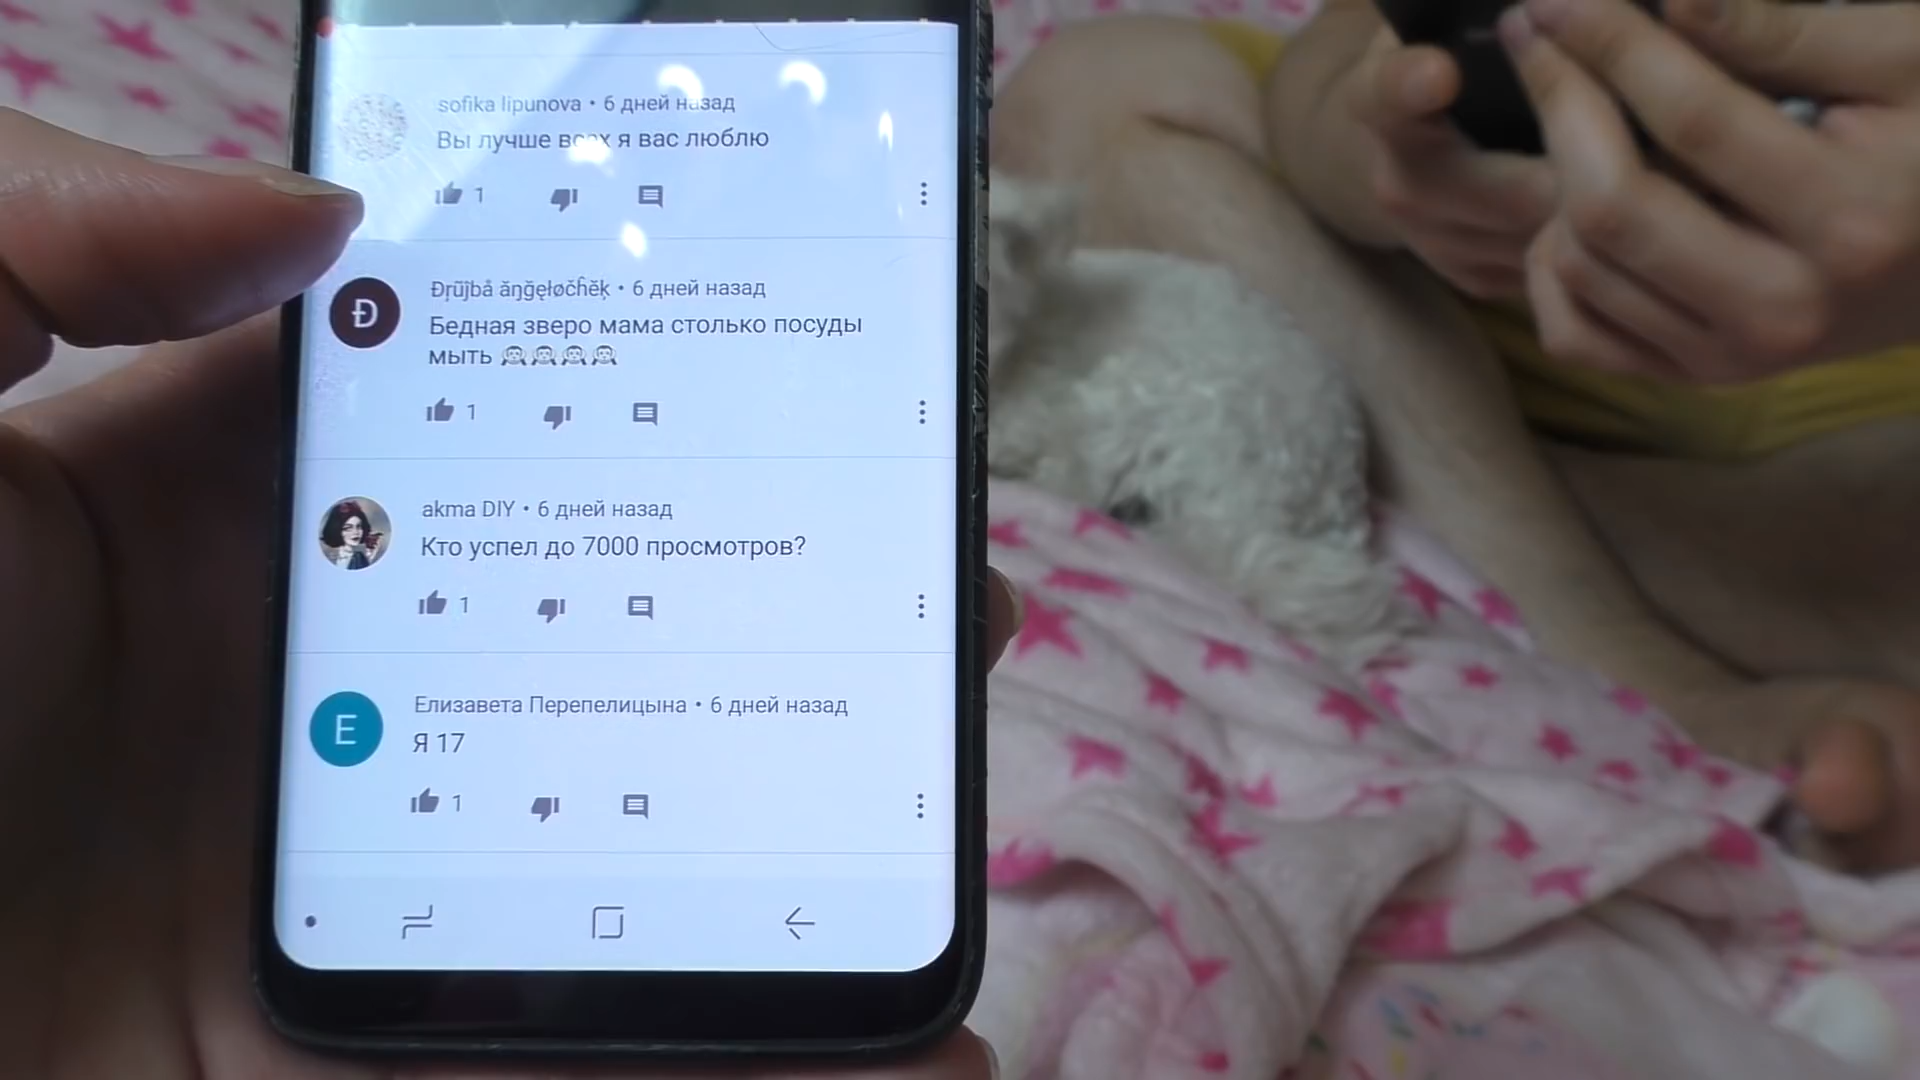 sofika lipunova • 6 дней назад
Вы лучше всех я вас люблю
1
Đŗűĵbå ăŋğęłøčĥěķ • 6 дней назад
Бедная зверо мама столько посуды
мыть 🙍🙍🙍🙍
1
akma DIY • 6 дней назад
Кто успел до 7000 просмотров?
1
Елизавета Перепелицына • 6 дней назад
Я 17
1